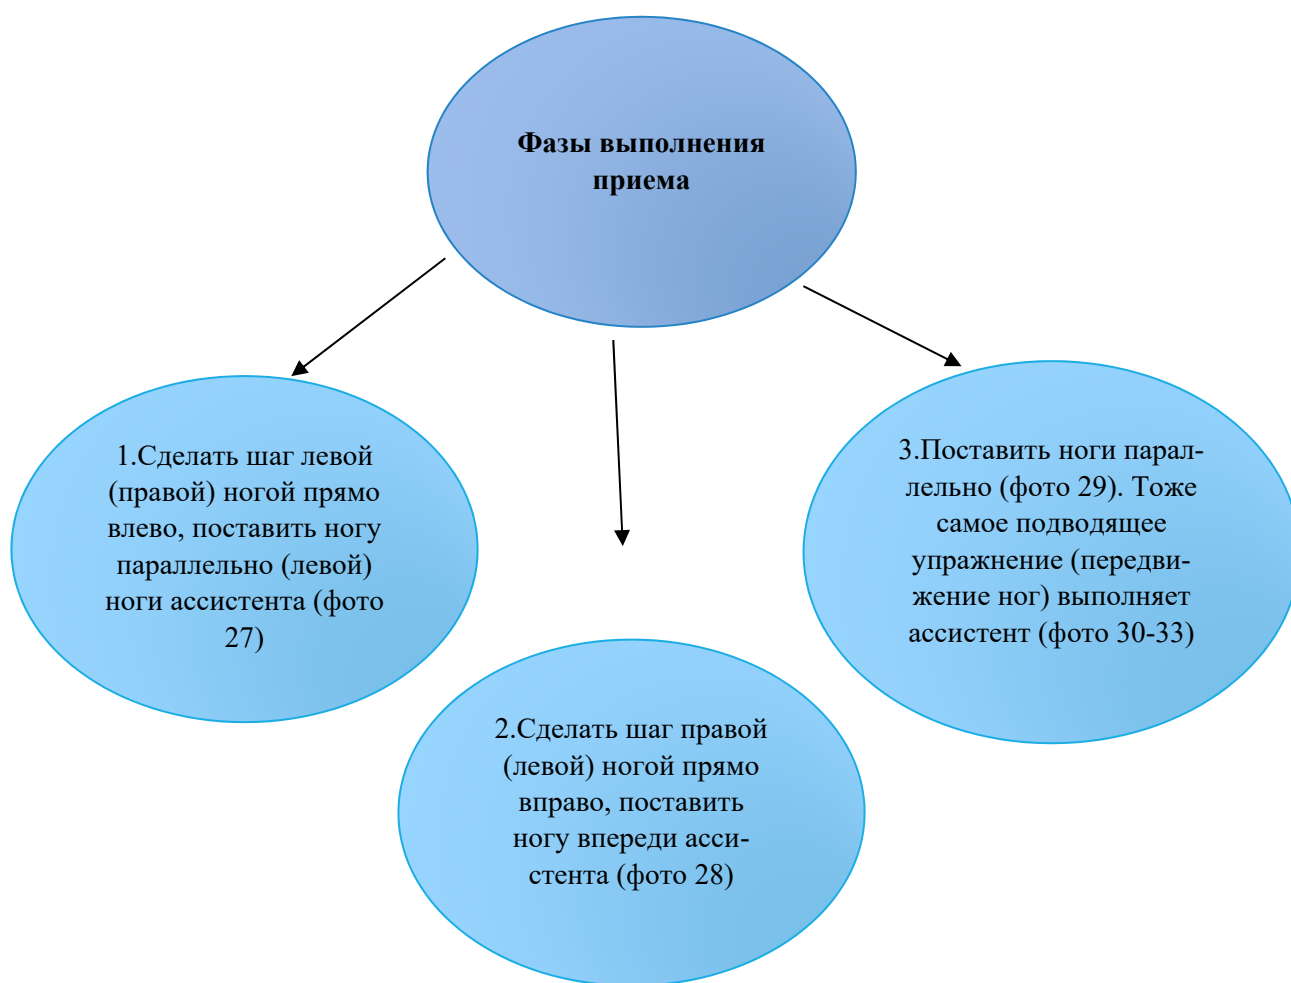 Фазы выполнения
приема
1.Сделать шаг левой
(правой) ногой прямо
влево, поставить ногу
параллельно (левой)
ноги ассистента (фото
27)
2.Сделать шаг правой
(левой) ногой прямо
вправо, поставить
ногу впереди асси-
стента (фото 28)
3.Поставить ноги парал-
лельно (фото 29). Тоже
самое подводящее
упражнение (передви-
жение ног) выполняет
ассистент (фото 30-33)